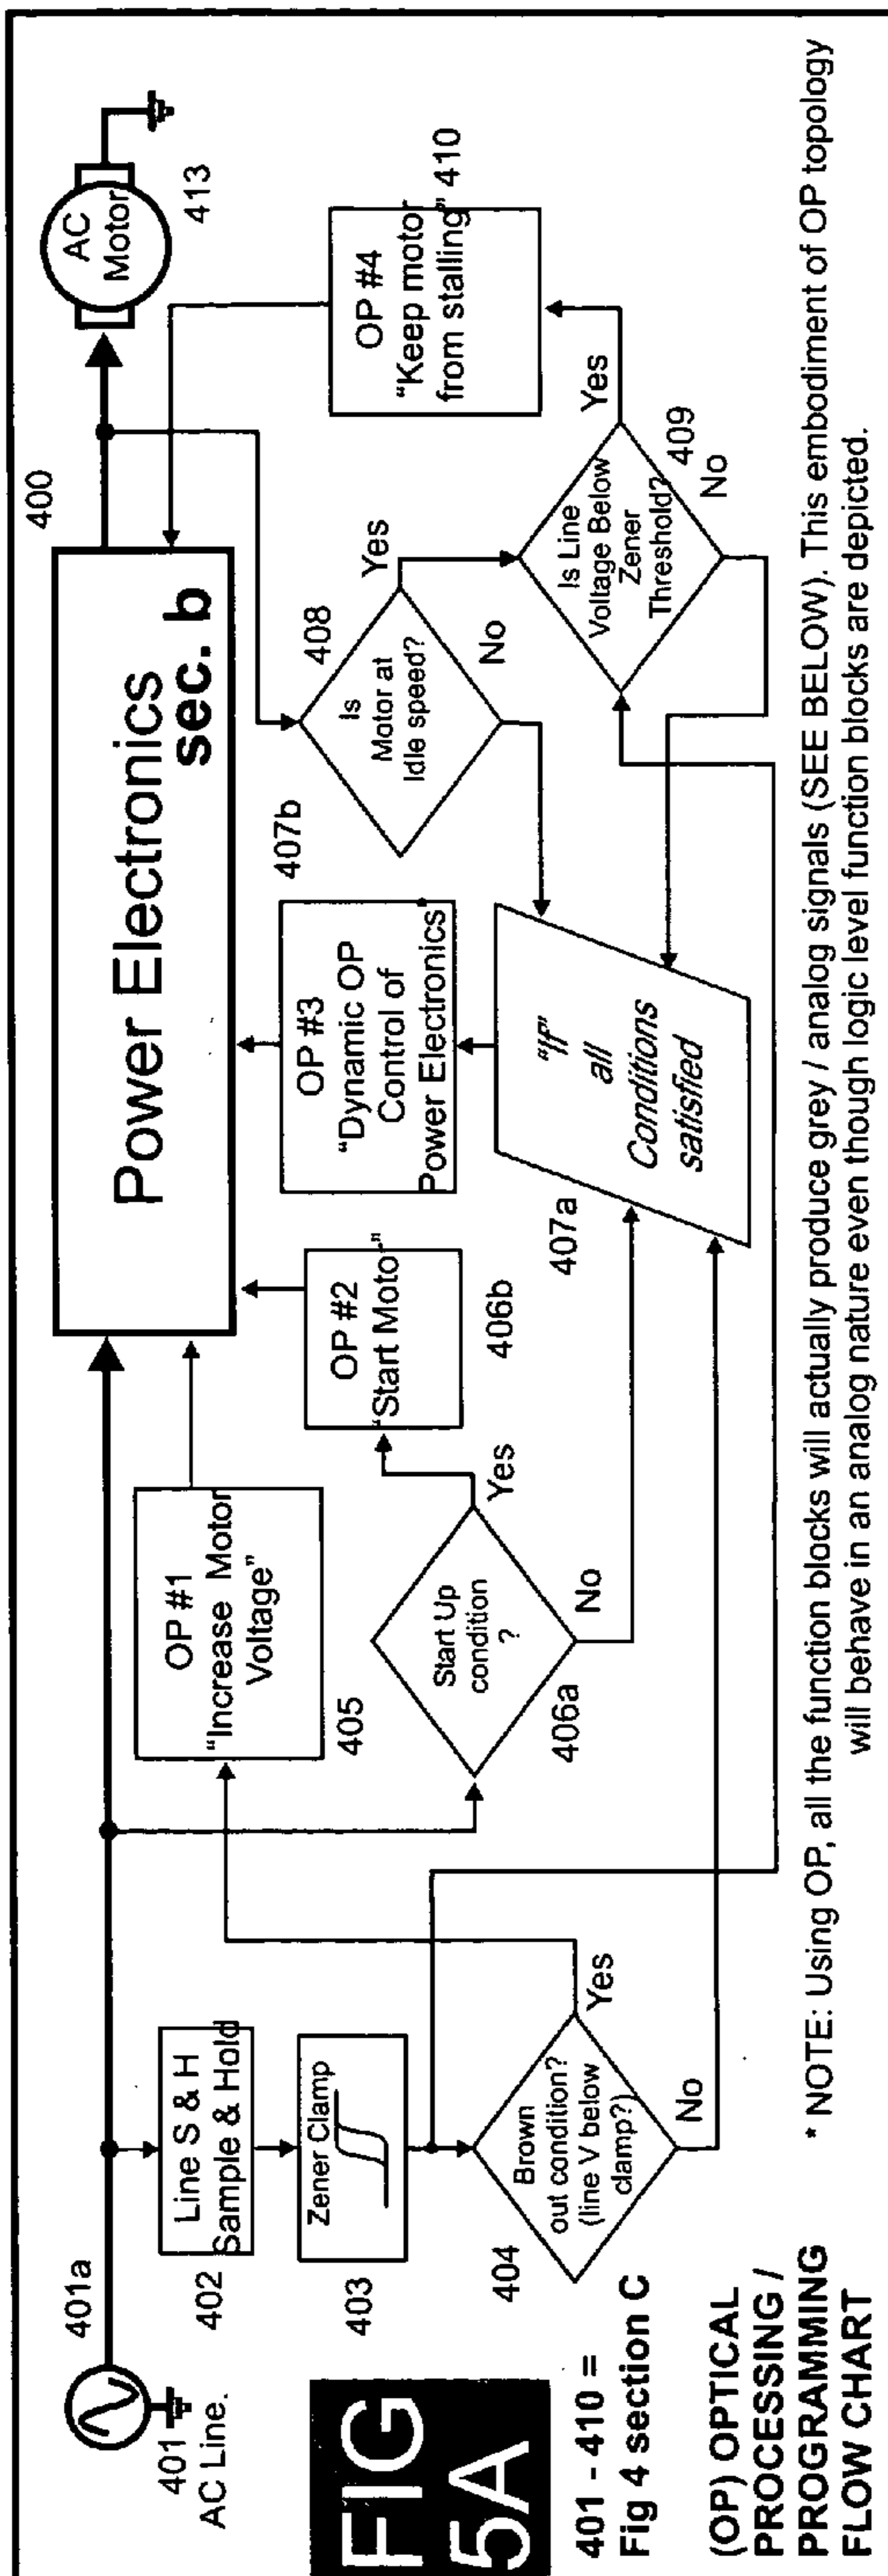 401
AC Line.
401a
Line S & H
Sample & Hold
402
Zener Clamp
403
Brown
out condition?
(line V below
clamp?)
404
Yes
No
OP #1
"Increase Motor
Voltage"
405
Start Up
condition
?
406a
Yes
No
OP #2
"Start Motor"
406b
Power Electronics
sec. b
400
OP #3
"Dynamic OP
Control of
Power Electronics
407b
"If"
all
Conditions
satisfied
407a
Is
Motor at
Idle speed?
408
Yes
No
Is Line
Voltage Below
Zener
Threshold?
409
Yes
No
OP #4
"Keep motor
from stalling"
410
AC
Motor
413
FIG
5A
401 - 410 =
Fig 4 section C
(OP) OPTICAL
PROCESSING /
PROGRAMMING
FLOW CHART
* NOTE: Using OP, all the function blocks will actually produce grey / analog signals (SEE BELOW). This embodiment of OP topology
will behave in an analog nature even though logic level function blocks are depicted.